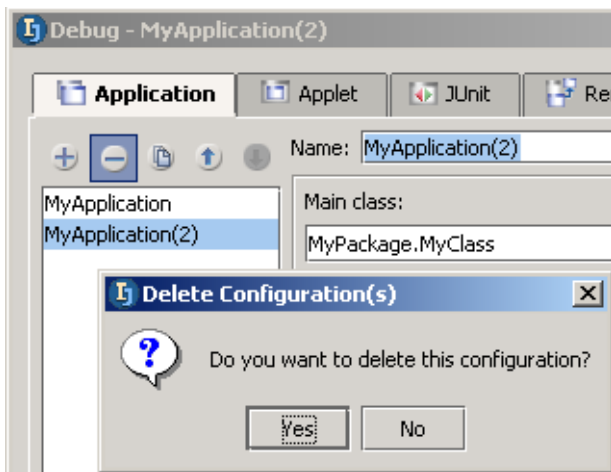 Debug - MyApplication(2)
Application Applet JUnit Re
Name: MyApplication(2)
MyApplication
MyApplication(2)
Main class:
MyPackage.MyClass
Delete Configuration(s)
Do you want to delete this configuration?
Yes No